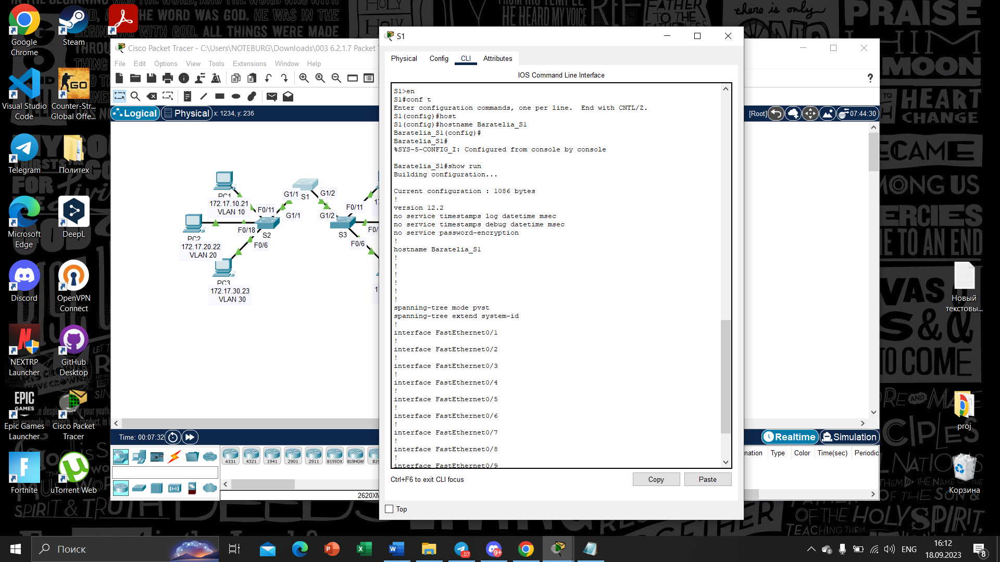 Google
Chrome
Steam
Visual Studio
Code
Counter-Str...
Global Offe...
Telegram
Политех
Microsoft
Edge
DeepL
Discord
OpenVPN
Connect
NEXTRP
Launcher
GitHub
Desktop
Epic Games
Launcher
Cisco Packet
Tracer
Fortnite
uTorrent Web
Cisco Packet Tracer - C:\Users\NOTEBURG\Downloads\003 6.2.1.7 Packet
File Edit Options View Tools Extensions Window Help
Logical Physical x: 1234, y: 236
[Root] 07:44:30
PC1
172.17.10.21
VLAN 10
PC2
172.17.20.22
VLAN 20
PC3
172.17.30.23
VLAN 30
F0/11
F0/18
F0/6
S2
G1/1
G1/1
S1
G1/2
G1/2
F0/11
S3
F0/6
Time: 00:07:32
Realtime Simulation
4331 4321 1941 2901 2911 819IOX 819HGW 829
nation Type Color Time(sec) Periodic
2620XM
S1
Physical Config CLI Attributes
IOS Command Line Interface
S1>en
S1#conf t
Enter configuration commands, one per line. End with CNTL/Z.
S1(config)#host
S1(config)#hostname Baratelia_S1
Baratelia_S1(config)#
Baratelia_S1#
%SYS-5-CONFIG_I: Configured from console by console
Baratelia_S1#show run
Building configuration...
Current configuration : 1086 bytes
!
version 12.2
no service timestamps log datetime msec
no service timestamps debug datetime msec
no service password-encryption
!
hostname Baratelia_S1
!
!
!
!
!
!
spanning-tree mode pvst
spanning-tree extend system-id
!
interface FastEthernet0/1
!
interface FastEthernet0/2
!
interface FastEthernet0/3
!
interface FastEthernet0/4
!
interface FastEthernet0/5
!
interface FastEthernet0/6
!
interface FastEthernet0/7
!
interface FastEthernet0/8
!
interface FastEthernet0/9
Ctrl+F6 to exit CLI focus
Copy Paste
Top
Новый
текстовы...
proj
Корзина
Поиск
ENG
16:12
18.09.2023
8